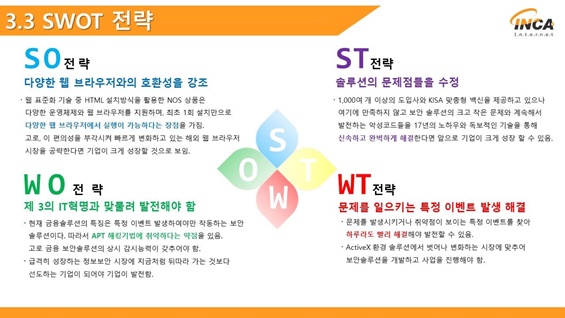 3.3 SWOT 전략
INCA
Internet
SO전략
다양한 웹 브라우저와의 호환성을 강조
· 웹 표준화 기술 중 HTML 설치방식을 활용한 NOS 상품은
다양한 운영체제와 브라우저를 지원하며, 최초 1회 설치만으로
다양한 웹 브라우저에서 실행이 가능하다는 장점을 가짐.
고로, 이 편의성을 부각시켜 빠르게 변화하고 있는 해외 웹 브라우저
시장을 공략한다면 기업이 크게 성장할 것으로 보임.
ST전략
솔루션의 문제점들을 수정
· 1,000여 개 이상의 도입사와 KISA 맞춤형 백신을 제공하고 있으나
여기에 만족하지 않고 보안 솔루션의 크고 작은 문제와 계속해서
발전하는 악성코드들을 17년의 노하우와 독보적인 기술을 통해
신속하고 완벽하게 해결한다면 앞으로 기업이 크게 성장 할 수 있음.
S
O T
W
WO 전 략
제 3의 IT혁명과 맞물려 발전해야 함
· 현재 금융솔루션의 특징은 특정 이벤트 발생하여야만 작동하는 보안
솔루션이다. 따라서 APT 해킹기법에 취약하다는 약점을 있음.
고로 금융 보안솔루션의 상시 감시능력이 갖추어야 함.
· 급격히 성장하는 정보보안 시장에 지금처럼 뒤따라 가는 것보다
선도하는 기업이 되어야 기업이 발전함.
WT전략
문제를 일으키는 특정 이벤트 발생 해결
· 문제를 발생시키거나 취약점이 보이는 특정 이벤트를 찾아
하루라도 빨리 해결해야 발전할 수 있음.
· ActiveX 환경 솔루션에서 벗어나 변화하는 시장에 맞추어
보안솔루션을 개발하고 사업을 진행해야 함.